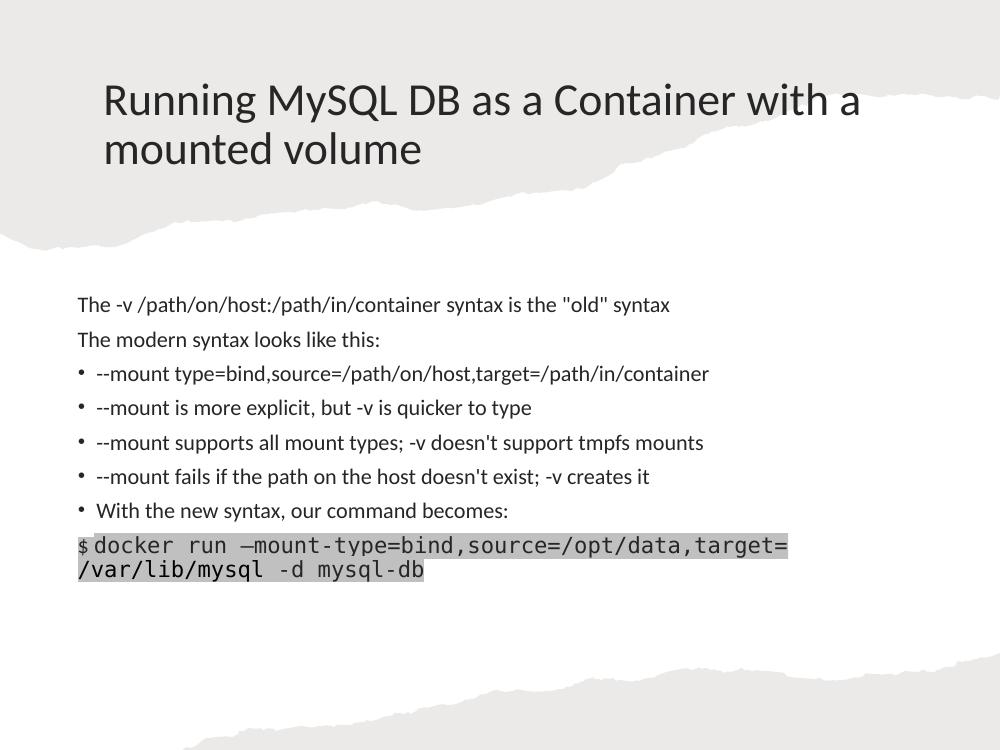 Running MySQL DB as a Container with a
mounted volume
The -v /path/on/host:/path/in/container syntax is the "old" syntax
The modern syntax looks like this:
• --mount type=bind,source=/path/on/host,target=/path/in/container
• --mount is more explicit, but -v is quicker to type
• --mount supports all mount types; -v doesn't support tmpfs mounts
• --mount fails if the path on the host doesn't exist; -v creates it
• With the new syntax, our command becomes:
$ docker run –mount-type=bind,source=/opt/data,target=
/var/lib/mysql -d mysql-db